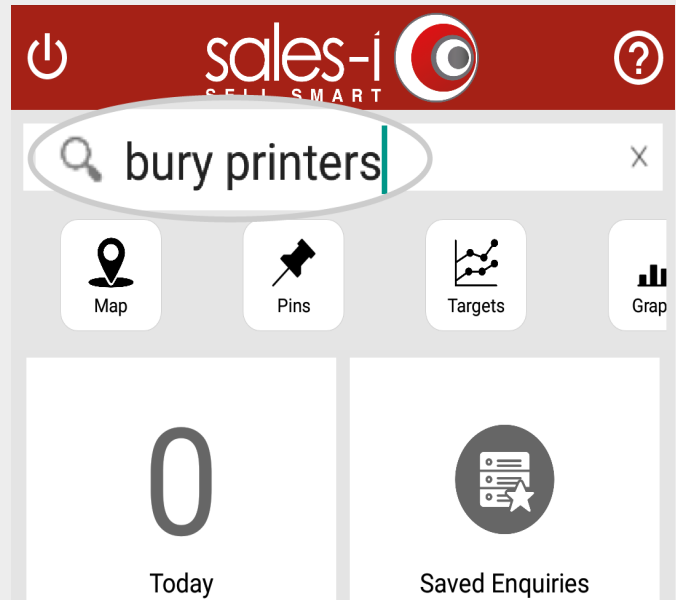 sales-i
SELL SMART
bury printers
Map
Pins
Targets
Grap
0
Today
Saved Enquiries